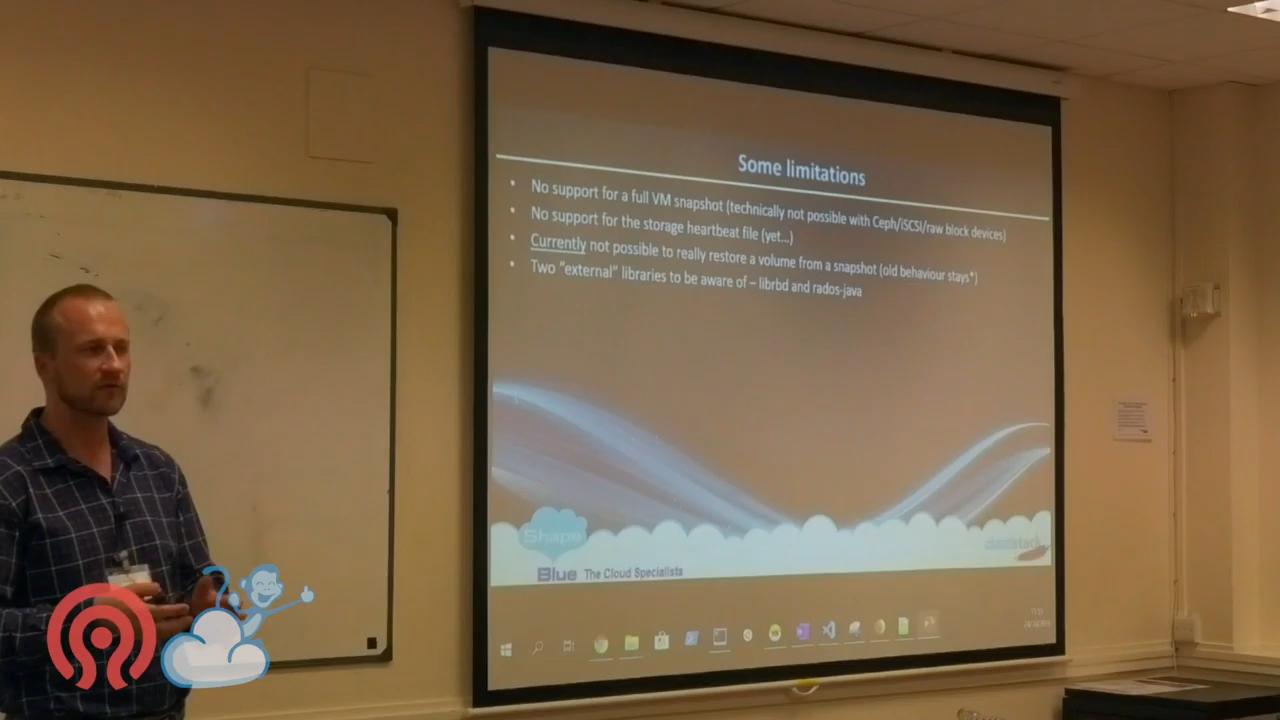 Some limitations
• No support for a full VM snapshot (technically not possible with Ceph/iSCSI/raw block devices)
• No support for the storage heartbeat file (yet...)
• Currently not possible to really restore a volume from a snapshot (old behaviour stays*)
• Two “external” libraries to be aware of – librbd and rados-java
Shape
Blue The Cloud Specialists
cloudstack